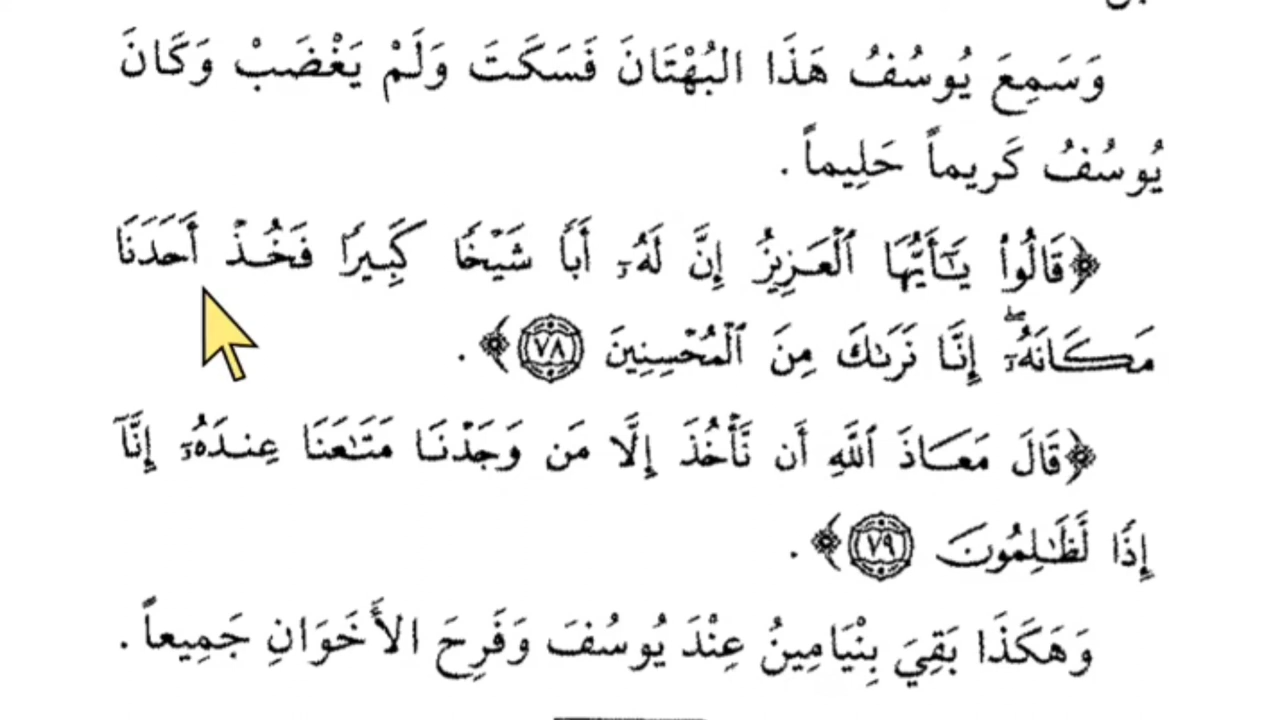 وَسَمِعَ يُوسُفُ هَذَا البُهْتَانَ فَسَكَتَ وَلَمْ يَغْضَبْ وَكَانَ
يُوسُفُ كَرِيماً حَلِيماً .
﴿قَالُوا۟ يَـٰٓأَيُّهَا ٱلْعَزِيزُ إِنَّ لَهُۥٓ أَبًا شَيْخًا كَبِيرًا فَخُذْ أَحَدَنَا
مَكَانَهُۥٓ ۖ إِنَّا نَرَىٰكَ مِنَ ٱلْمُحْسِنِينَ ٧٨﴾ .
﴿قَالَ مَعَاذَ ٱللَّهِ أَن نَّأْخُذَ إِلَّا مَن وَجَدْنَا مَتَـٰعَنَا عِندَهُۥٓ إِنَّآ
إِذًا لَّظَـٰلِمُونَ ٧٩﴾ .
وَهَكَذَا بَقِيَ بِنْيَامِينُ عِنْدَ يُوسُفَ وَفَرِحَ الأَخَوَانِ جَمِيعاً .